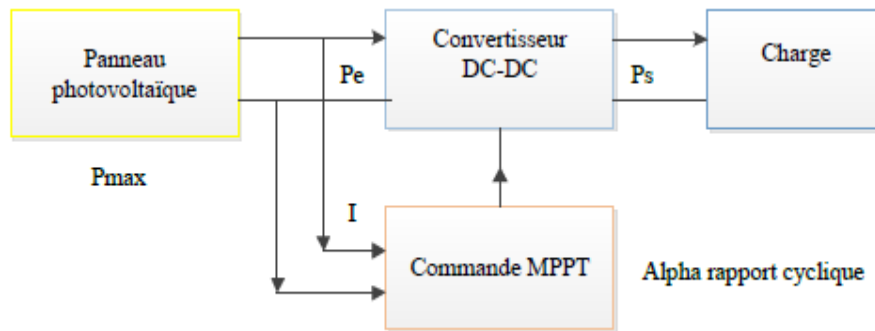 Panneau
photovoltaïque
Convertisseur
DC-DC
Charge
Pe
Ps
Pmax
I
Commande MPPT
Alpha rapport cyclique